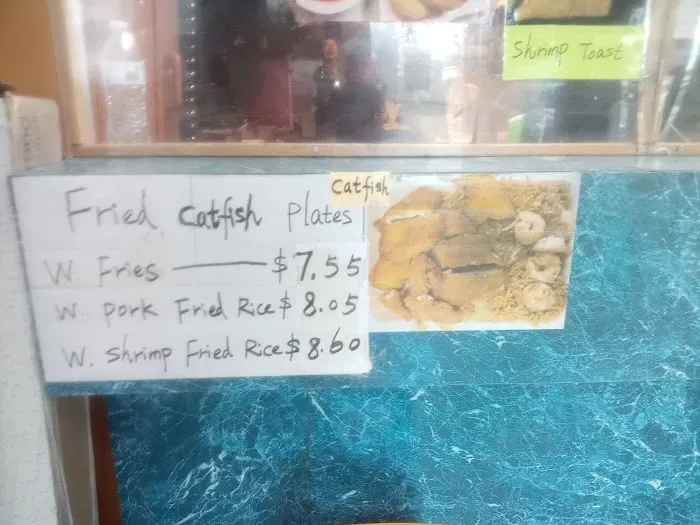 Shrimp Toast
Catfish
Fried Catfish Plates
W. Fries — $7.55
W. Pork Fried Rice $8.05
W. Shrimp Fried Rice $8.60